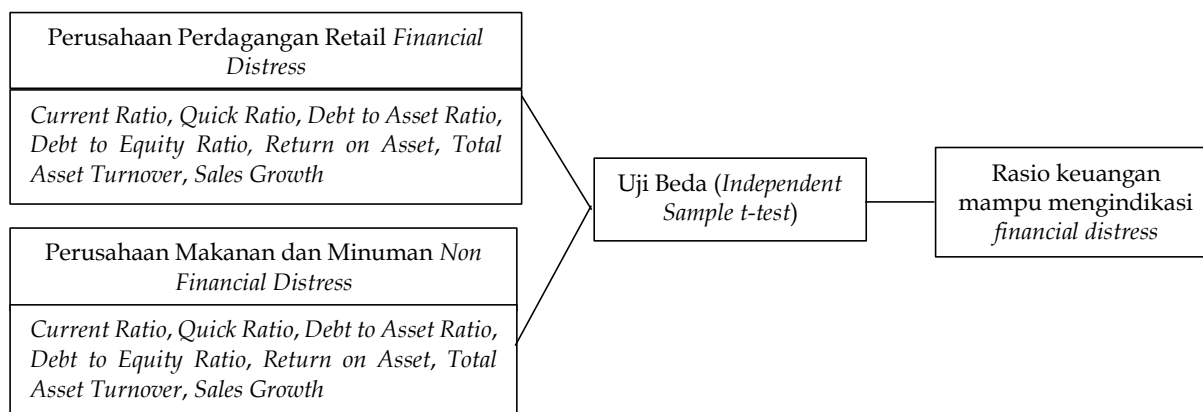 Perusahaan Perdagangan Retail Financial
Distress
Current Ratio, Quick Ratio, Debt to Asset Ratio,
Debt to Equity Ratio, Return on Asset, Total
Asset Turnover, Sales Growth
Perusahaan Makanan dan Minuman Non
Financial Distress
Current Ratio, Quick Ratio, Debt to Asset Ratio,
Debt to Equity Ratio, Return on Asset, Total
Asset Turnover, Sales Growth
Uji Beda (Independent
Sample t-test)
Rasio keuangan
mampu mengindikasi
financial distress